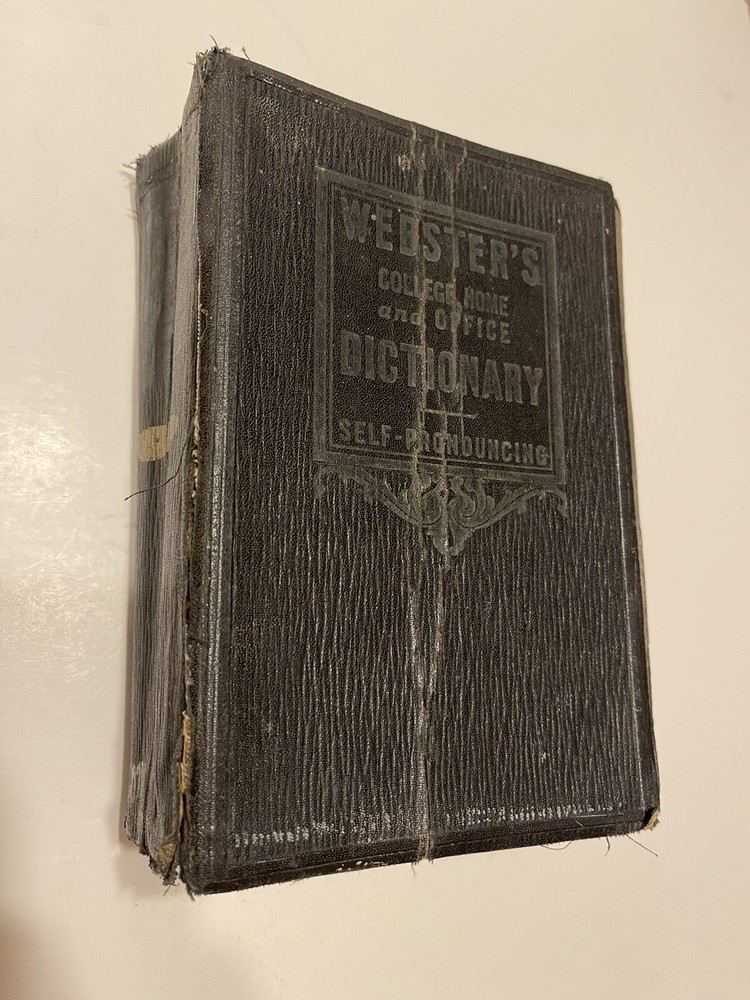 WEBSTER'S
COLLEGE, HOME
and OFFICE
DICTIONARY
SELF-PRONOUNCING